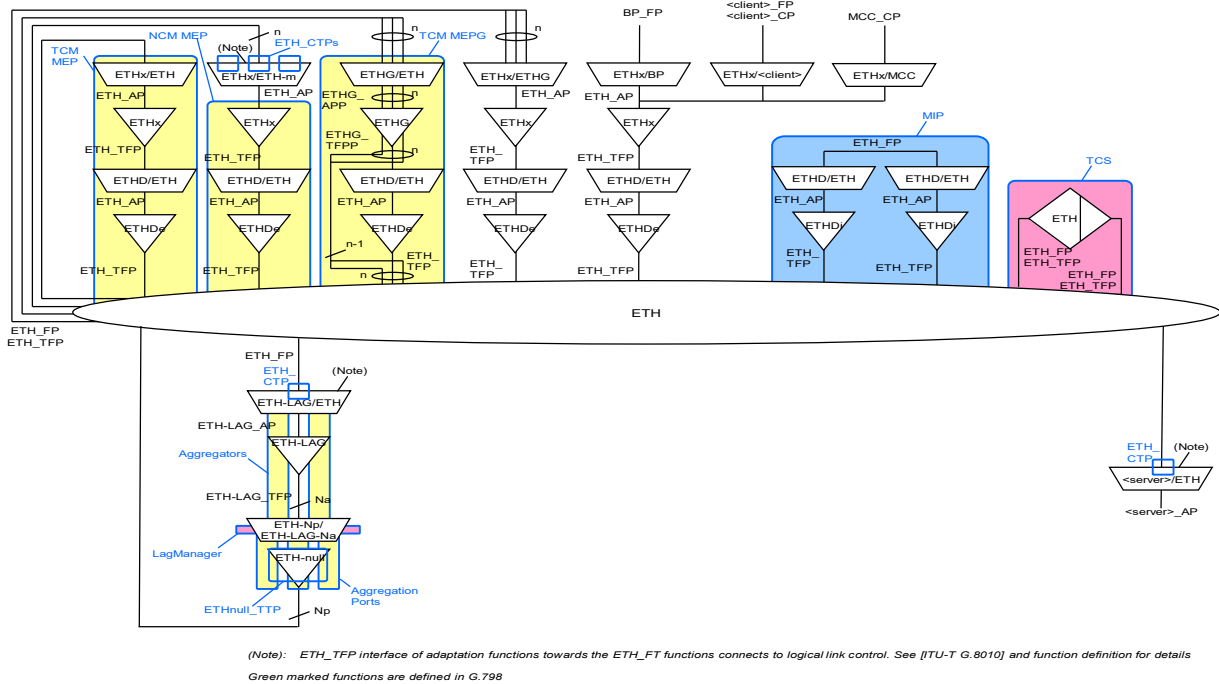 BP_FP
<client>_FP
<client>_CP
MCC_CP
n
n
n
NCM MEP
(Note)
ETH_CTPs
TCM MEPG
TCM
MEP
ETHx/ETH
ETHx/ETH-m
ETHG/ETH
ETHx/ETHG
ETHx/BP
ETHx/<client>
ETHx/MCC
ETH_AP
ETH_AP
ETHG_
APP
n
ETH_AP
ETH_AP
ETHx
ETHx
ETHG
ETHx
ETHx
MIP
ETH_TFP
ETH_TFP
ETHG_
TFPP
n
ETH_
TFP
ETH_TFP
ETH_FP
TCS
ETHD/ETH
ETHD/ETH
ETHD/ETH
ETHD/ETH
ETHD/ETH
ETHD/ETH
ETHD/ETH
ETH_AP
ETH_AP
ETH_AP
ETH_AP
ETH_AP
ETH_AP
ETH_AP
ETHDe
ETHDe
ETHDe
ETHDe
ETHDe
ETHDi
ETHDi
ETH
n-1
ETH_TFP
ETH_TFP
n
ETH_
TFP
ETH_
TFP
ETH_TFP
ETH_
TFP
ETH_TFP
ETH_FP
ETH_TFP
ETH_FP
ETH_TFP
ETH
ETH_FP
ETH_TFP
ETH_FP
ETH_
CTP
(Note)
ETH-LAG/ETH
ETH-LAG_AP
ETH-LAG
Aggregators
ETH-LAG_TFP
Na
ETH-Np/
ETH-LAG-Na
LagManager
ETH-null
Aggregation
Ports
ETHnull_TTP
Np
ETH_
CTP
(Note)
<server>/ETH
<server>_AP
(Note): ETH_TFP interface of adaptation functions towards the ETH_FT functions connects to logical link control. See [ITU-T G.8010] and function definition for details
Green marked functions are defined in G.798